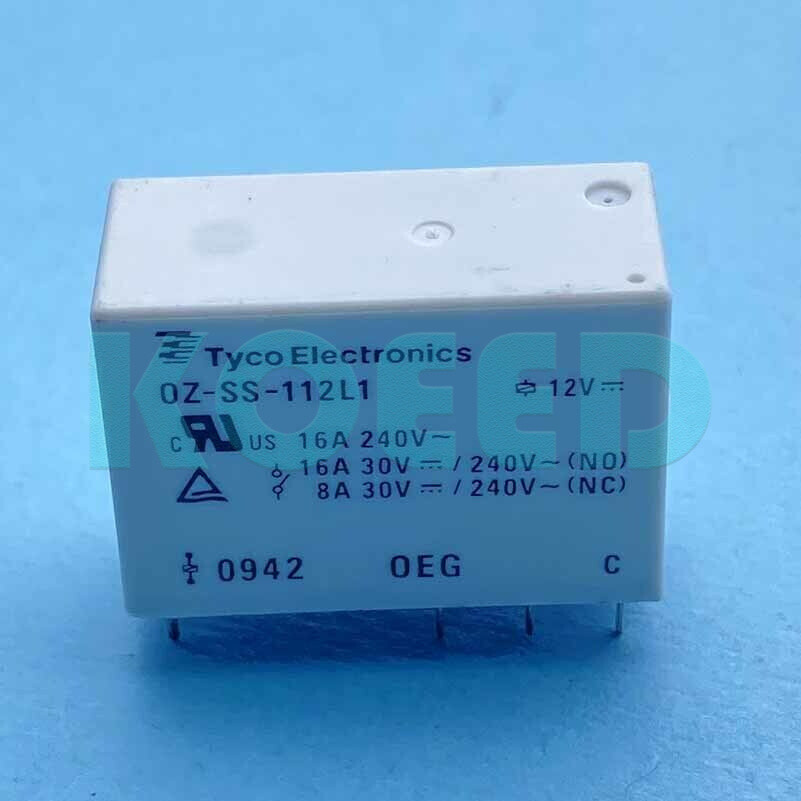 Tyco Electronics
OZ-SS-112L1 12V⎓
C UL US 16A 240V~
16A 30V⎓/240V~(NO)
8A 30V⎓/240V~(NC)
0942 OEG C
KOEED